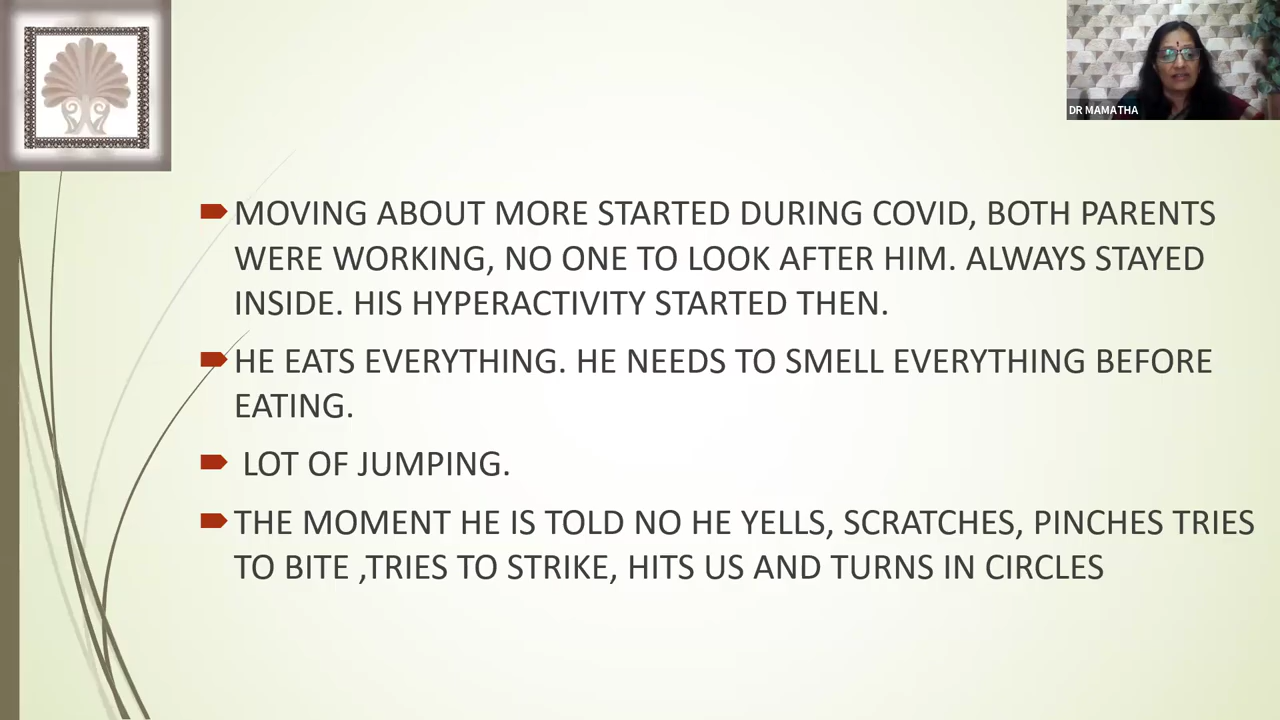 DR MAMATHA
MOVING ABOUT MORE STARTED DURING COVID, BOTH PARENTS
WERE WORKING, NO ONE TO LOOK AFTER HIM. ALWAYS STAYED
INSIDE. HIS HYPERACTIVITY STARTED THEN.
HE EATS EVERYTHING. HE NEEDS TO SMELL EVERYTHING BEFORE
EATING.
LOT OF JUMPING.
THE MOMENT HE IS TOLD NO HE YELLS, SCRATCHES, PINCHES TRIES
TO BITE ,TRIES TO STRIKE, HITS US AND TURNS IN CIRCLES